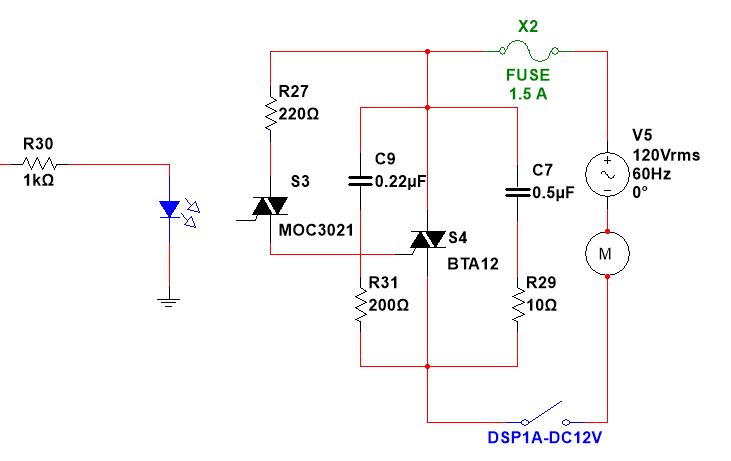 X2
FUSE
1.5 A
R27
220Ω
R30
1kΩ
V5
120Vrms
60Hz
0°
C9
0.22µF
C7
0.5µF
S3
MOC3021
S4
BTA12
M
R31
200Ω
R29
10Ω
DSP1A-DC12V